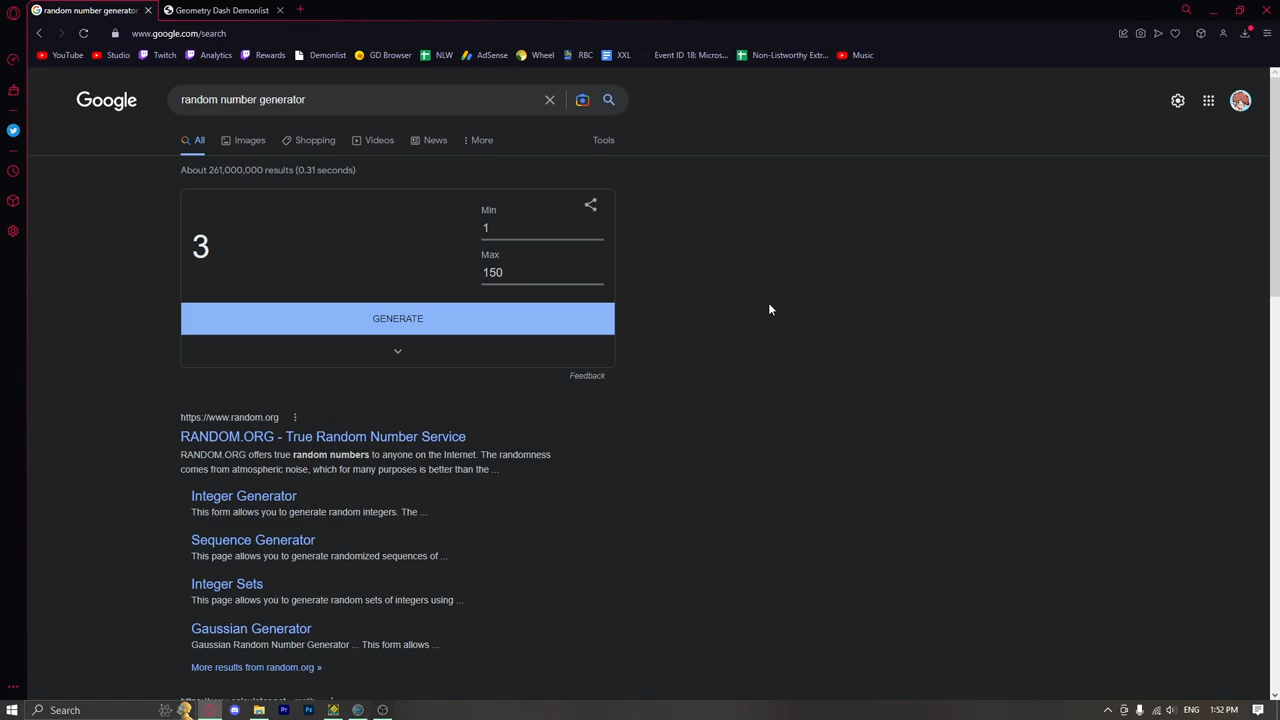 random number generator
Geometry Dash Demonlist
www.google.com/search
YouTube Studio Twitch Analytics Rewards Demonlist GD Browser NLW AdSense Wheel RBC XXL Event ID 18: Micros... Non-Listworthy Extr... Music
Google
random number generator
All Images Shopping Videos News More Tools
About 261,000,000 results (0.31 seconds)
3
Min
1
Max
150
GENERATE
Feedback
https://www.random.org
RANDOM.ORG - True Random Number Service
RANDOM.ORG offers true random numbers to anyone on the Internet. The randomness
comes from atmospheric noise, which for many purposes is better than the ...
Integer Generator
This form allows you to generate random integers. The ...
Sequence Generator
This page allows you to generate randomized sequences of ...
Integer Sets
This page allows you to generate random sets of integers using ...
Gaussian Generator
Gaussian Random Number Generator ... This form allows ...
More results from random.org »
Search
ENG 1:52 PM